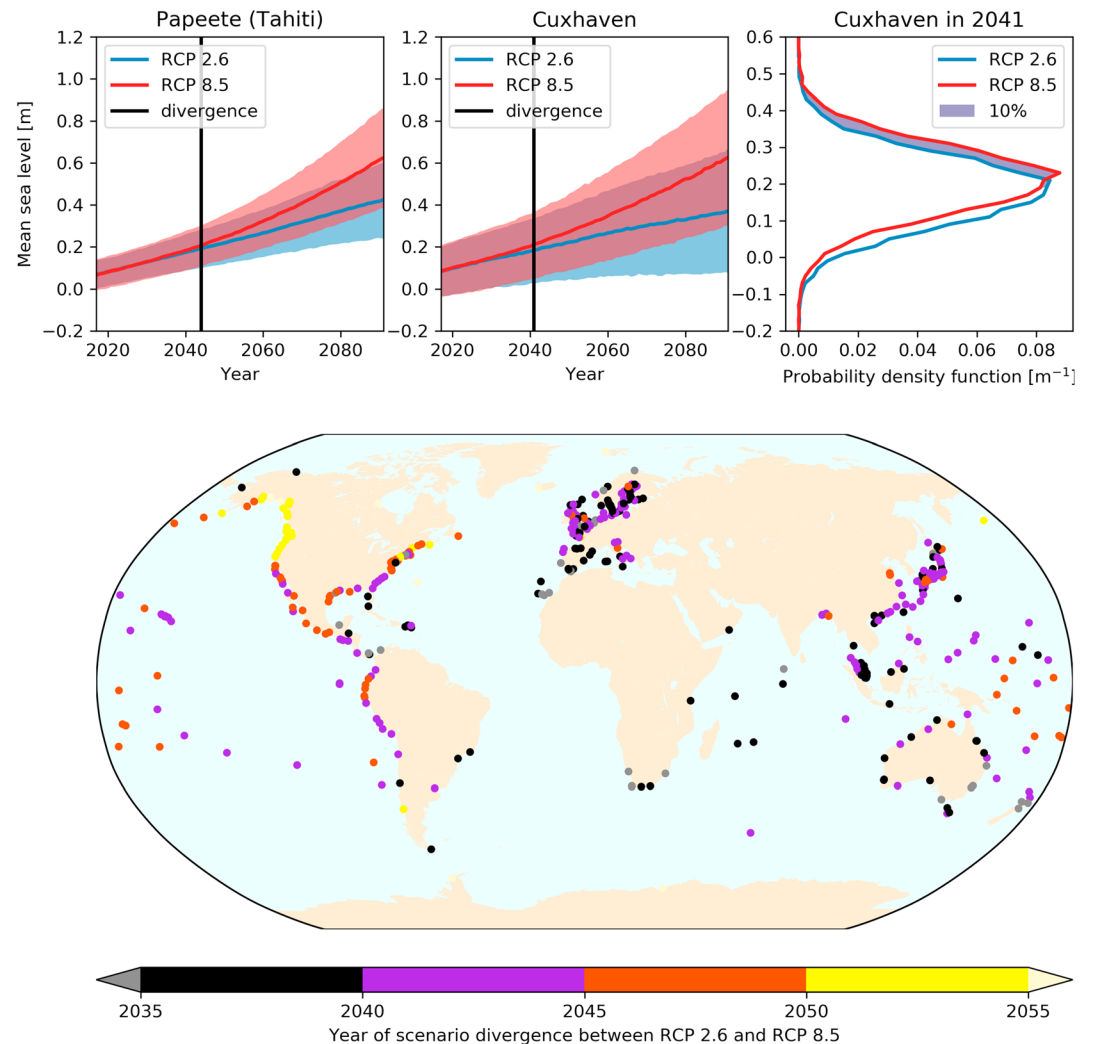 Papeete (Tahiti)
Cuxhaven
Cuxhaven in 2041
Mean sea level [m]
1.2
1.0
0.8
0.6
0.4
0.2
0.0
−0.2
RCP 2.6
RCP 8.5
divergence
2020 2040 2060 2080
Year
1.2
1.0
0.8
0.6
0.4
0.2
0.0
−0.2
RCP 2.6
RCP 8.5
divergence
2020 2040 2060 2080
Year
0.6
0.5
0.4
0.3
0.2
0.1
0.0
−0.1
−0.2
RCP 2.6
RCP 8.5
10%
0.00 0.02 0.04 0.06 0.08
Probability density function [m⁻¹]
2035 2040 2045 2050 2055
Year of scenario divergence between RCP 2.6 and RCP 8.5